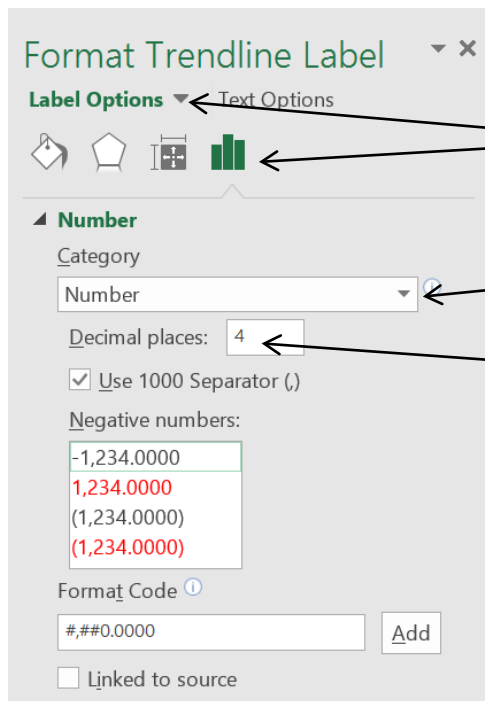 Format Trendline Label
Label Options Text Options
Number
Category
Number
Decimal places: 4
Use 1000 Separator (,)
Negative numbers:
-1,234.0000
1,234.0000
(1,234.0000)
(1,234.0000)
Format Code
#,##0.0000
Add
Linked to source